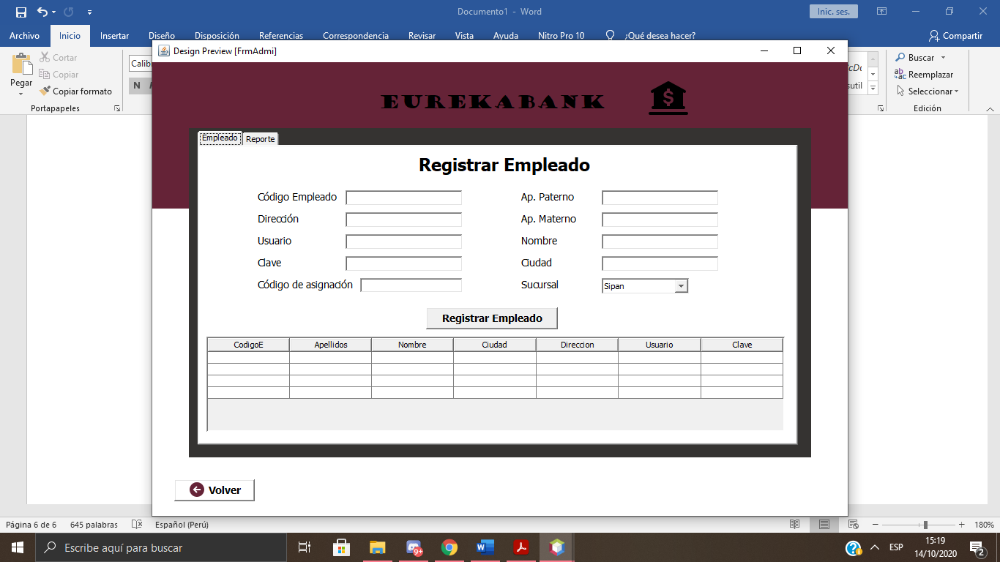 Documento1 - Word
Inic. ses.
Archivo Inicio Insertar Diseño Disposición Referencias Correspondencia Revisar Vista Ayuda Nitro Pro 10 ¿Qué desea hacer? Compartir
Design Preview [FrmAdmi]
Pegar
Cortar
Copiar
Copiar formato
Portapapeles
Calib
N
Buscar
Reemplazar
Seleccionar
Edición
EUREKABANK
Empleado Reporte
Registrar Empleado
Código Empleado Ap. Paterno
Dirección Ap. Materno
Usuario Nombre
Clave Ciudad
Código de asignación Sucursal Sipan
Registrar Empleado
CodigoE Apellidos Nombre Ciudad Direccion Usuario Clave
Volver
Página 6 de 6 645 palabras Español (Perú) 180%
Escribe aquí para buscar
9+
ESP
15:19
14/10/2020
2